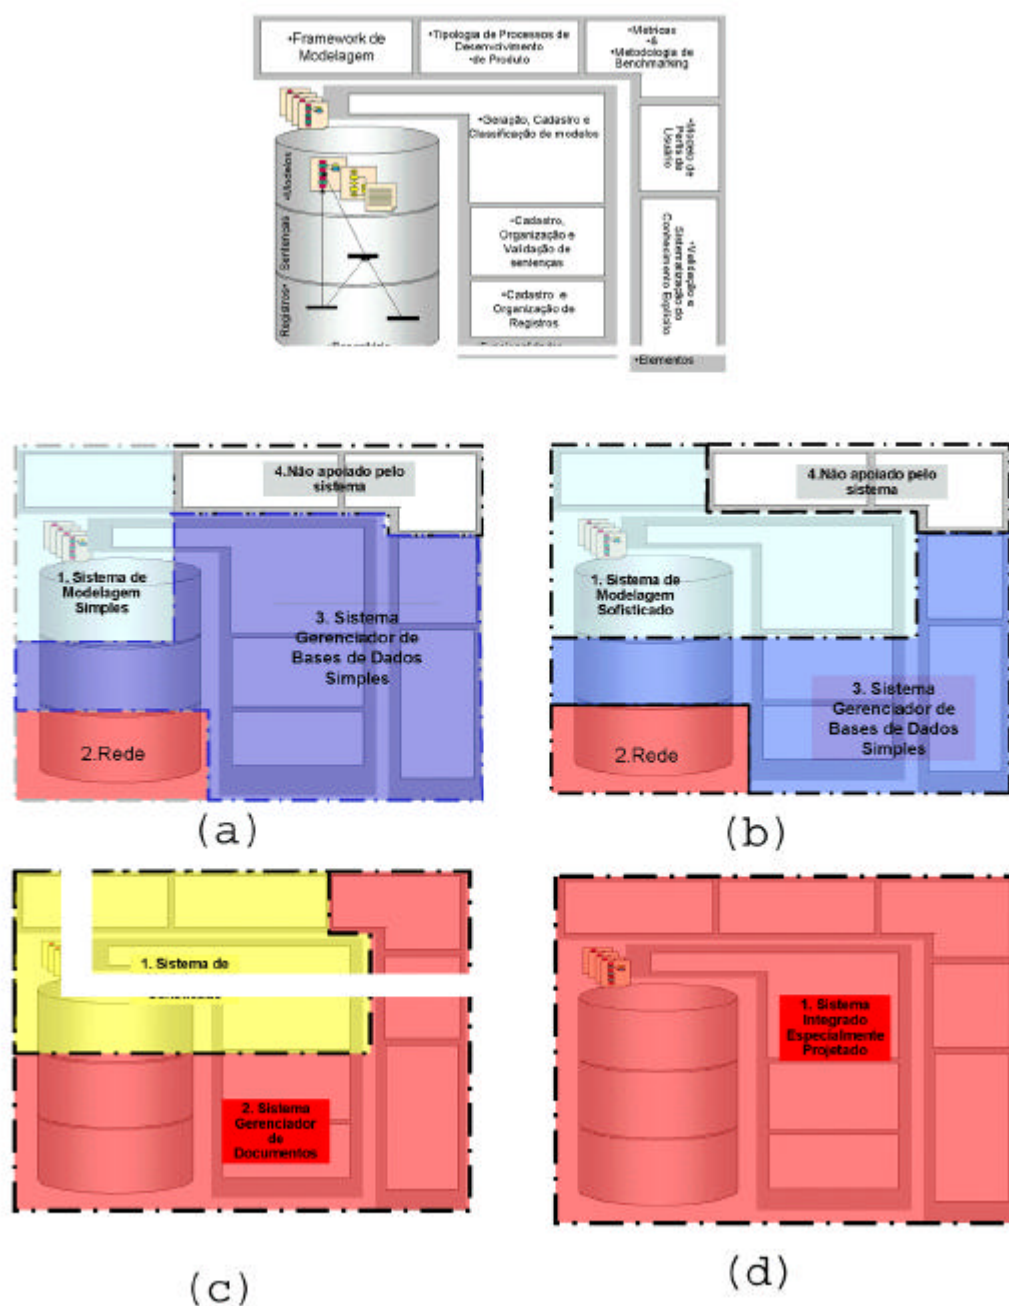 •Framework de
Modelagem
•Tipologia de Processos de
Desenvolvimento
•de Produto
•Métricas
•&
•Metodologia de
Benchmarking
•Geração, Cadastro e
Classificação de modelos
•Modelo de
Perfis de
Usuário
•Modelos
Sentenças
Registros•
•Cadastro,
Organização e
Validação de
sentenças
•Cadastro e
Organização de
Registros
•Validação e
Sistematização do
Conhecimento Explícito
•Elementos
4.Não apoiado pelo
sistema
1. Sistema de
Modelagem
Simples
3. Sistema
Gerenciador de
Bases de Dados
Simples
2.Rede
(a)
4.Não apoiado pelo
sistema
1. Sistema de
Modelagem
Sofisticado
3. Sistema
Gerenciador de
Bases de Dados
Simples
2.Rede
(b)
1. Sistema de
2. Sistema
Gerenciador
de
Documentos
(c)
1. Sistema
Integrado
Especialmente
Projetado
(d)